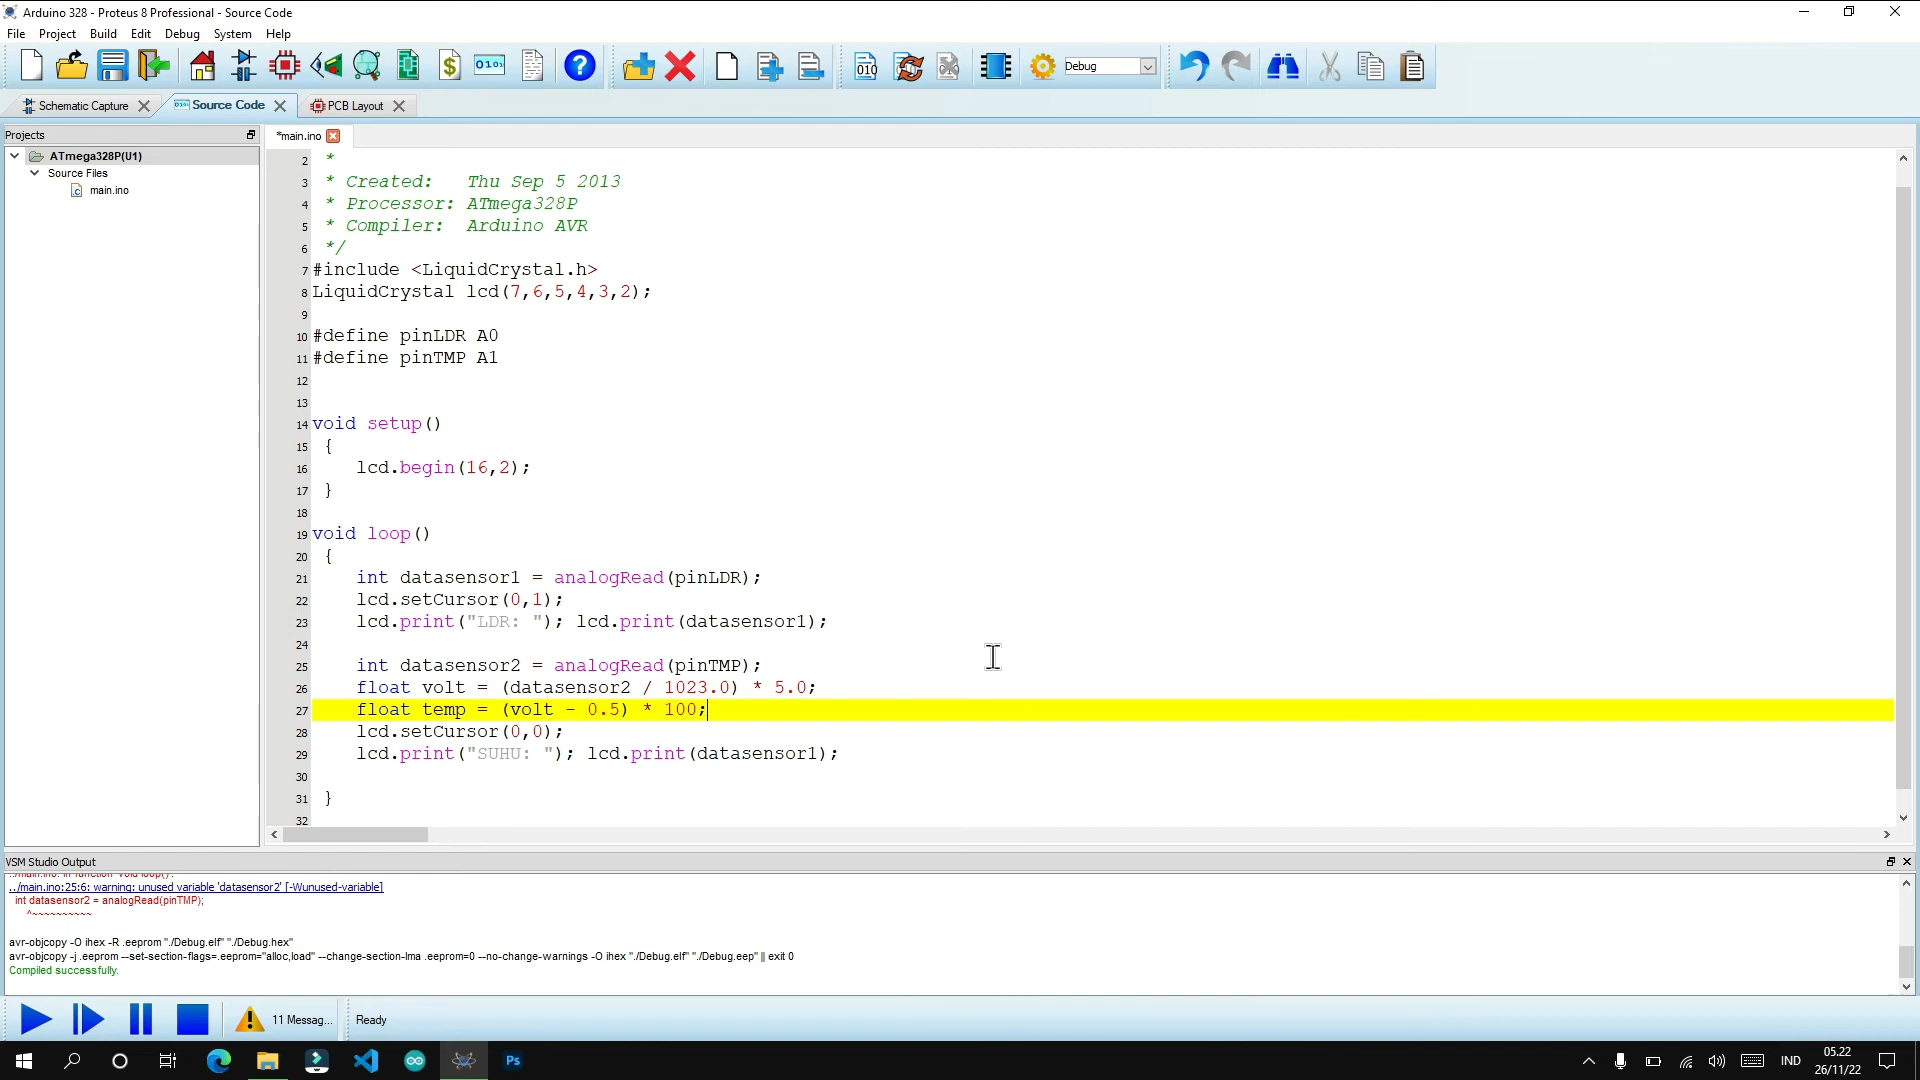 Arduino 328 - Proteus 8 Professional - Source Code
File Project Build Edit Debug System Help
Debug
Schematic Capture Source Code PCB Layout
Projects
*main.ino
ATmega328P(U1)
Source Files
main.ino
2 *
3 * Created: Thu Sep 5 2013
4 * Processor: ATmega328P
5 * Compiler: Arduino AVR
6 */
7 #include <LiquidCrystal.h>
8 LiquidCrystal lcd(7,6,5,4,3,2);
9
10 #define pinLDR A0
11 #define pinTMP A1
12
13
14 void setup()
15 {
16 lcd.begin(16,2);
17 }
18
19 void loop()
20 {
21 int datasensor1 = analogRead(pinLDR);
22 lcd.setCursor(0,1);
23 lcd.print("LDR: "); lcd.print(datasensor1);
24
25 int datasensor2 = analogRead(pinTMP);
26 float volt = (datasensor2 / 1023.0) * 5.0;
27 float temp = (volt - 0.5) * 100;
28 lcd.setCursor(0,0);
29 lcd.print("SUHU: "); lcd.print(datasensor1);
30
31 }
32
VSM Studio Output
../main.ino: In function 'void loop()':
../main.ino:25:6: warning: unused variable 'datasensor2' [-Wunused-variable]
int datasensor2 = analogRead(pinTMP);
^~~~~~~~~~~
avr-objcopy -O ihex -R .eeprom "./Debug.elf" "./Debug.hex"
avr-objcopy -j .eeprom --set-section-flags=.eeprom="alloc,load" --change-section-lma .eeprom=0 --no-change-warnings -O ihex "./Debug.elf" "./Debug.eep" || exit 0
Compiled successfully.
11 Messag... Ready
Ps
IND
05.22
26/11/22